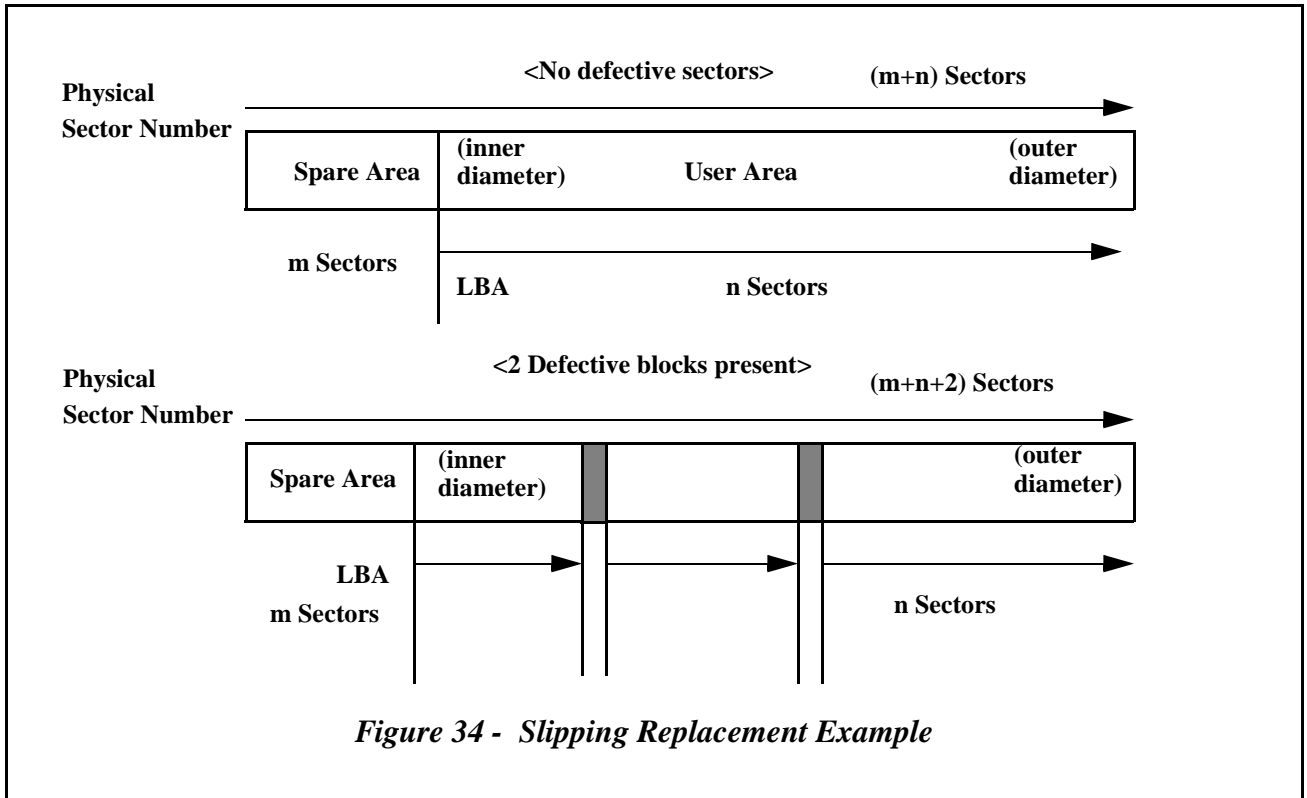 <No defective sectors>
(m+n) Sectors
Physical
Sector Number
Spare Area
(inner
diameter)
User Area
(outer
diameter)
m Sectors
LBA
n Sectors
<2 Defective blocks present>
(m+n+2) Sectors
Physical
Sector Number
Spare Area
(inner
diameter)
(outer
diameter)
LBA
m Sectors
n Sectors
Figure 34 - Slipping Replacement Example